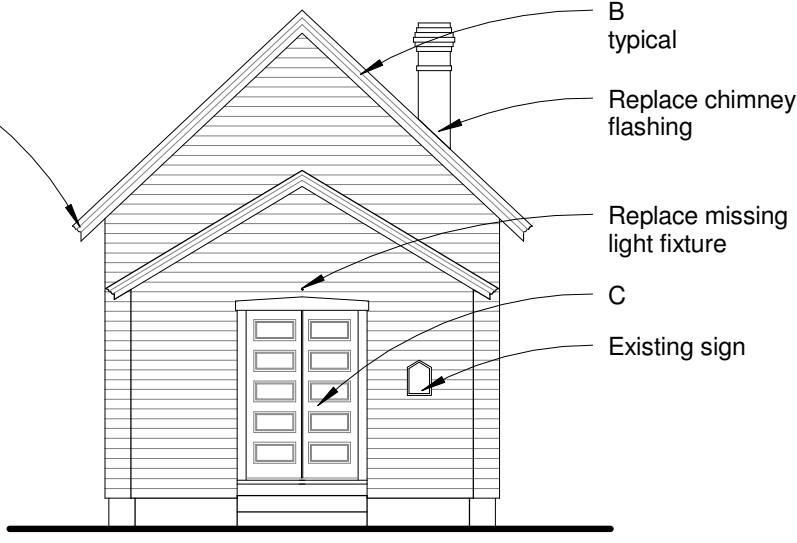 B
typical
Replace chimney
flashing
Replace missing
light fixture
C
Existing sign